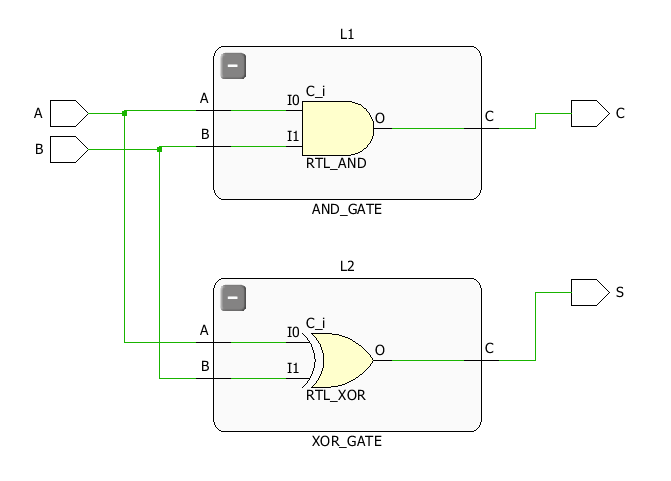 L1
A
B
A
B
I0
I1
C_i
RTL_AND
O
C
C
AND_GATE
L2
A
B
I0
I1
C_i
RTL_XOR
O
C
S
XOR_GATE